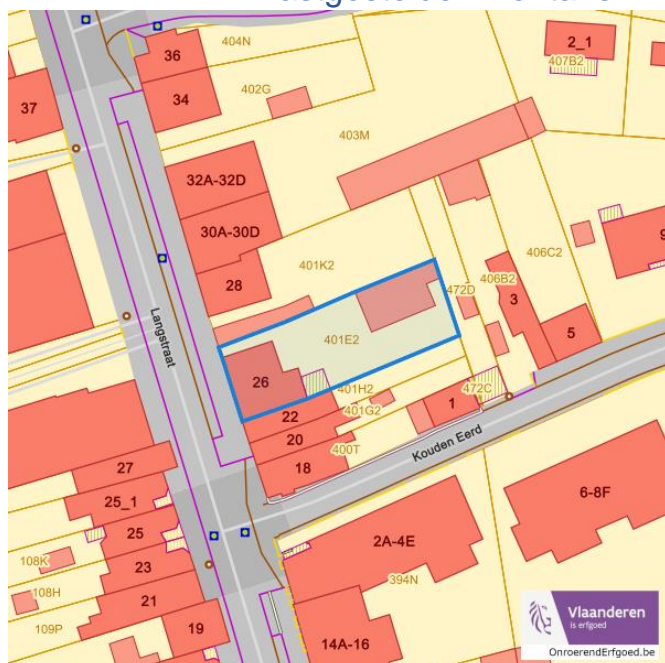 36
404N
2_1
407B2
37
34
402G
403M
32A-32D
30A-30D
406C2
9
401K2
28
472D
406B2
3
5
Langstraat
401E2
26
401H2
472C
22
401G2
1
20
400T
18
Kouden Eerd
27
25_1
6-8F
25
2A-4E
108K
23
394N
108H
21
109P
19
14A-16
Vlaanderen
is erfgoed
OnroerendErfgoed.be